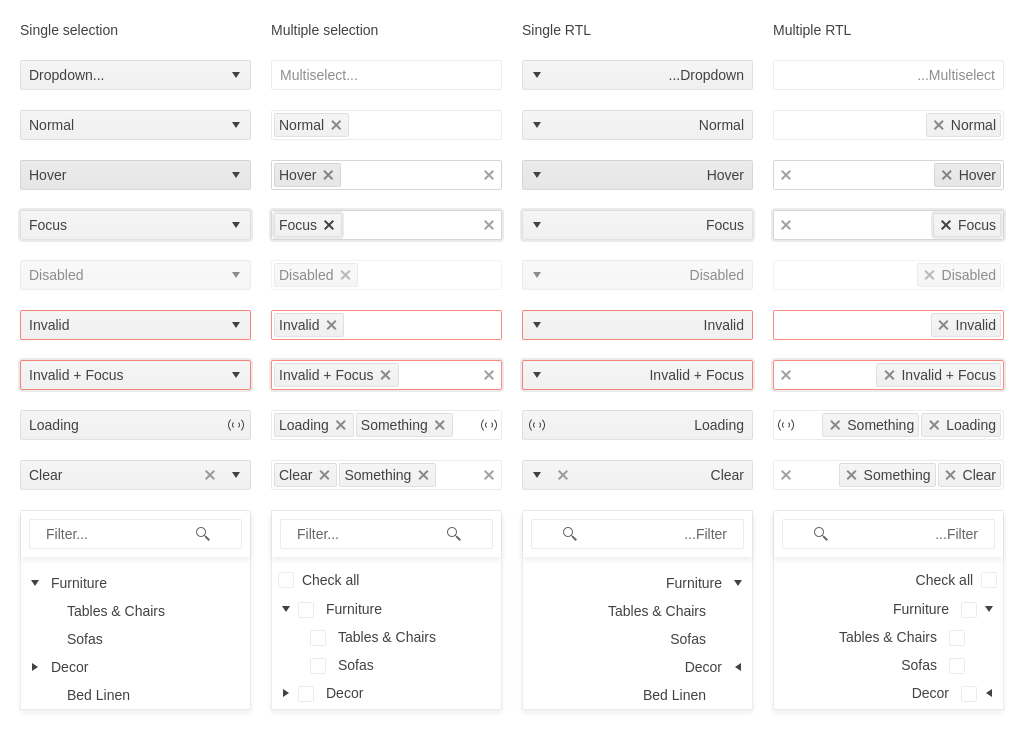 Single selection
Multiple selection
Single RTL
Multiple RTL
Dropdown...
Multiselect...
...Dropdown
...Multiselect
Normal
Normal
Normal
Normal
Hover
Hover
Hover
Hover
Focus
Focus
Focus
Focus
Disabled
Disabled
Disabled
Disabled
Invalid
Invalid
Invalid
Invalid
Invalid + Focus
Invalid + Focus
Invalid + Focus
Invalid + Focus
Loading
Loading Something
Loading
Something Loading
Clear
Clear Something
Clear
Something Clear
Filter...
Furniture
Tables & Chairs
Sofas
Decor
Bed Linen
Filter...
Check all
Furniture
Tables & Chairs
Sofas
Decor
...Filter
Furniture
Tables & Chairs
Sofas
Decor
Bed Linen
...Filter
Check all
Furniture
Tables & Chairs
Sofas
Decor